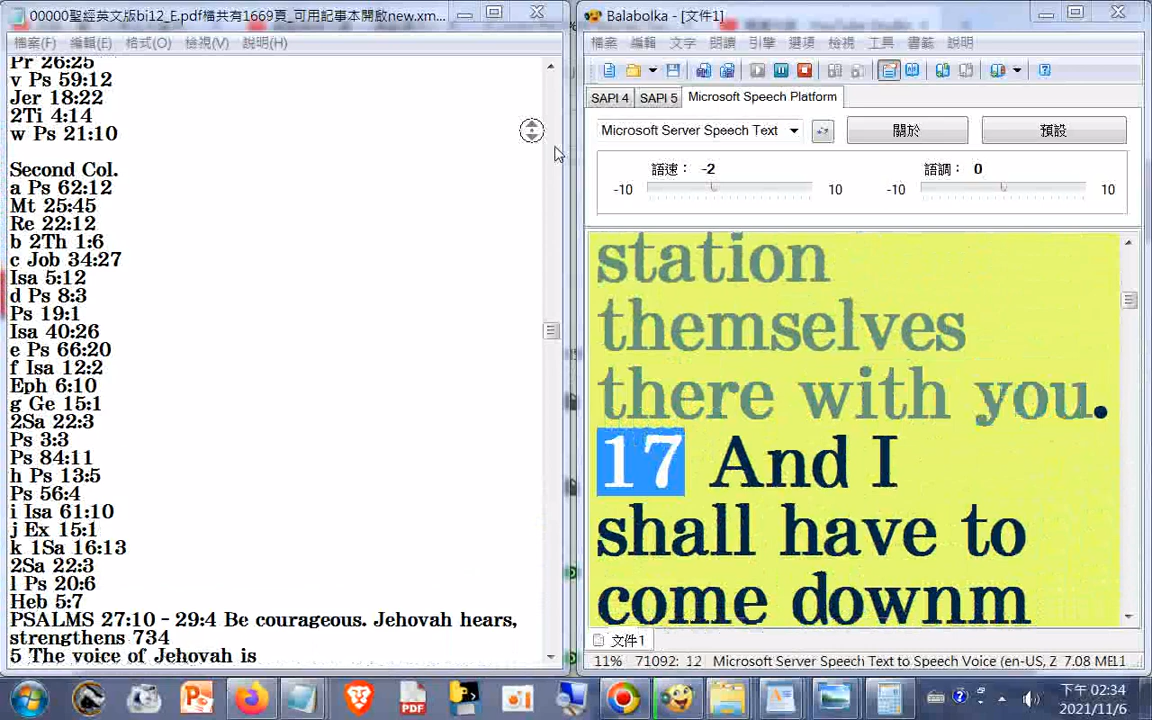 00000聖經英文版bi12_E.pdf檔共有1669頁_可用記事本開啟new.xm...
檔案(F) 編輯(E) 格式(O) 檢視(V) 說明(H)
Pr 26:25
v Ps 59:12
Jer 18:22
2Ti 4:14
w Ps 21:10
Second Col.
a Ps 62:12
Mt 25:45
Re 22:12
b 2Th 1:6
c Job 34:27
Isa 5:12
d Ps 8:3
Ps 19:1
Isa 40:26
e Ps 66:20
f Isa 12:2
Eph 6:10
g Ge 15:1
2Sa 22:3
Ps 3:3
Ps 84:11
h Ps 13:5
Ps 56:4
i Isa 61:10
j Ex 15:1
k 1Sa 16:13
2Sa 22:3
l Ps 20:6
Heb 5:7
PSALMS 27:10 – 29:4 Be courageous. Jehovah hears,
strengthens 734
5 The voice of Jehovah is
Balabolka - [文件1]
檔案 編輯 文字 朗讀 引擎 選項 檢視 工具 書籤 說明
SAPI 4 SAPI 5 Microsoft Speech Platform
Microsoft Server Speech Text 關於 預設
語速： -2 語調： 0
-10 10 -10 10
station
themselves
there with you.
17 And I
shall have to
come downm
文件1
11% 71092: 12 Microsoft Server Speech Text to Speech Voice (en-US, Z 7.08 ME11
PDF
下午 02:34
2021/11/6